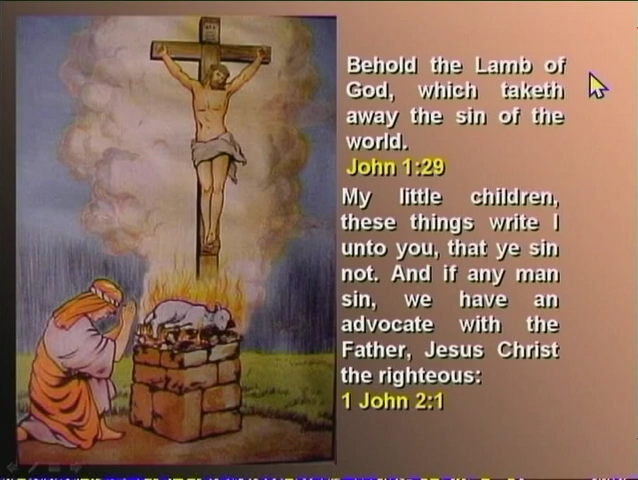 Behold the Lamb of
God, which taketh
away the sin of the
world.
John 1:29
My little children,
these things write I
unto you, that ye sin
not. And if any man
sin, we have an
advocate with the
Father, Jesus Christ
the righteous:
1 John 2:1